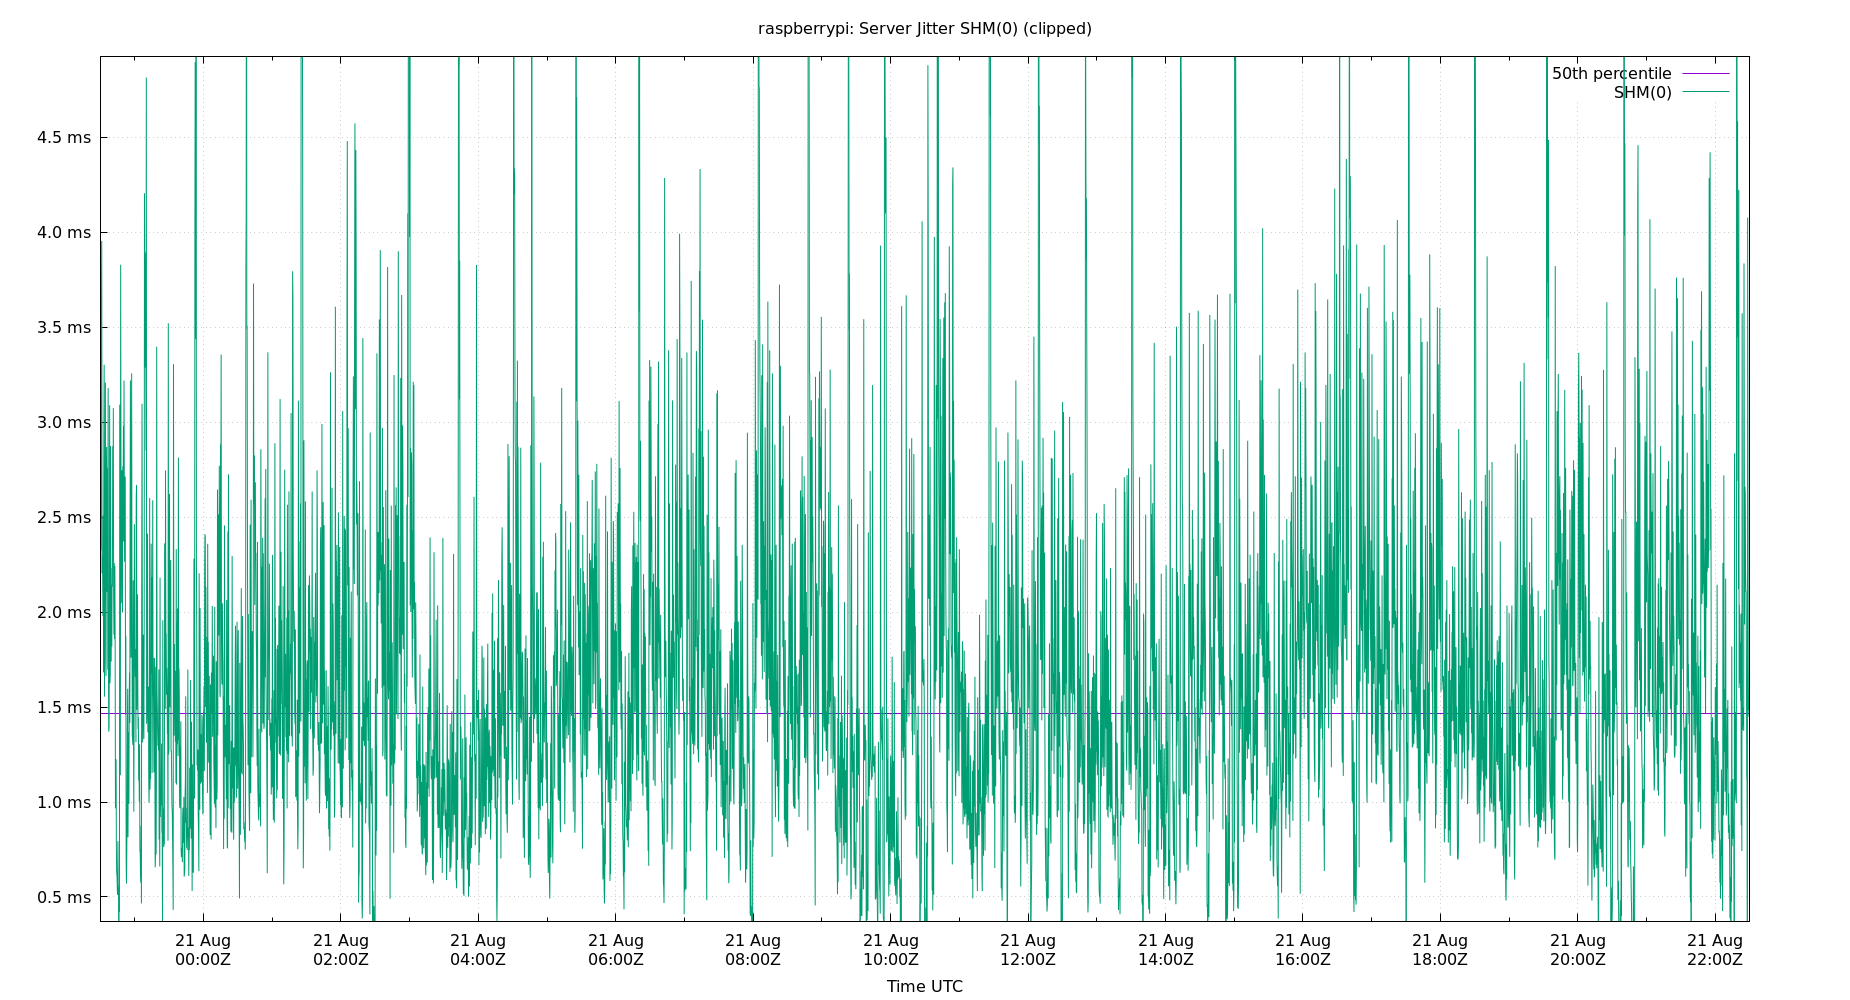 raspberrypi: Server Jitter SHM(0) (clipped)
50th percentile
SHM(0)
4.5 ms
4.0 ms
3.5 ms
3.0 ms
2.5 ms
2.0 ms
1.5 ms
1.0 ms
0.5 ms
21 Aug 21 Aug 21 Aug 21 Aug 21 Aug 21 Aug 21 Aug 21 Aug 21 Aug 21 Aug 21 Aug 21 Aug
00:00Z 02:00Z 04:00Z 06:00Z 08:00Z 10:00Z 12:00Z 14:00Z 16:00Z 18:00Z 20:00Z 22:00Z
Time UTC